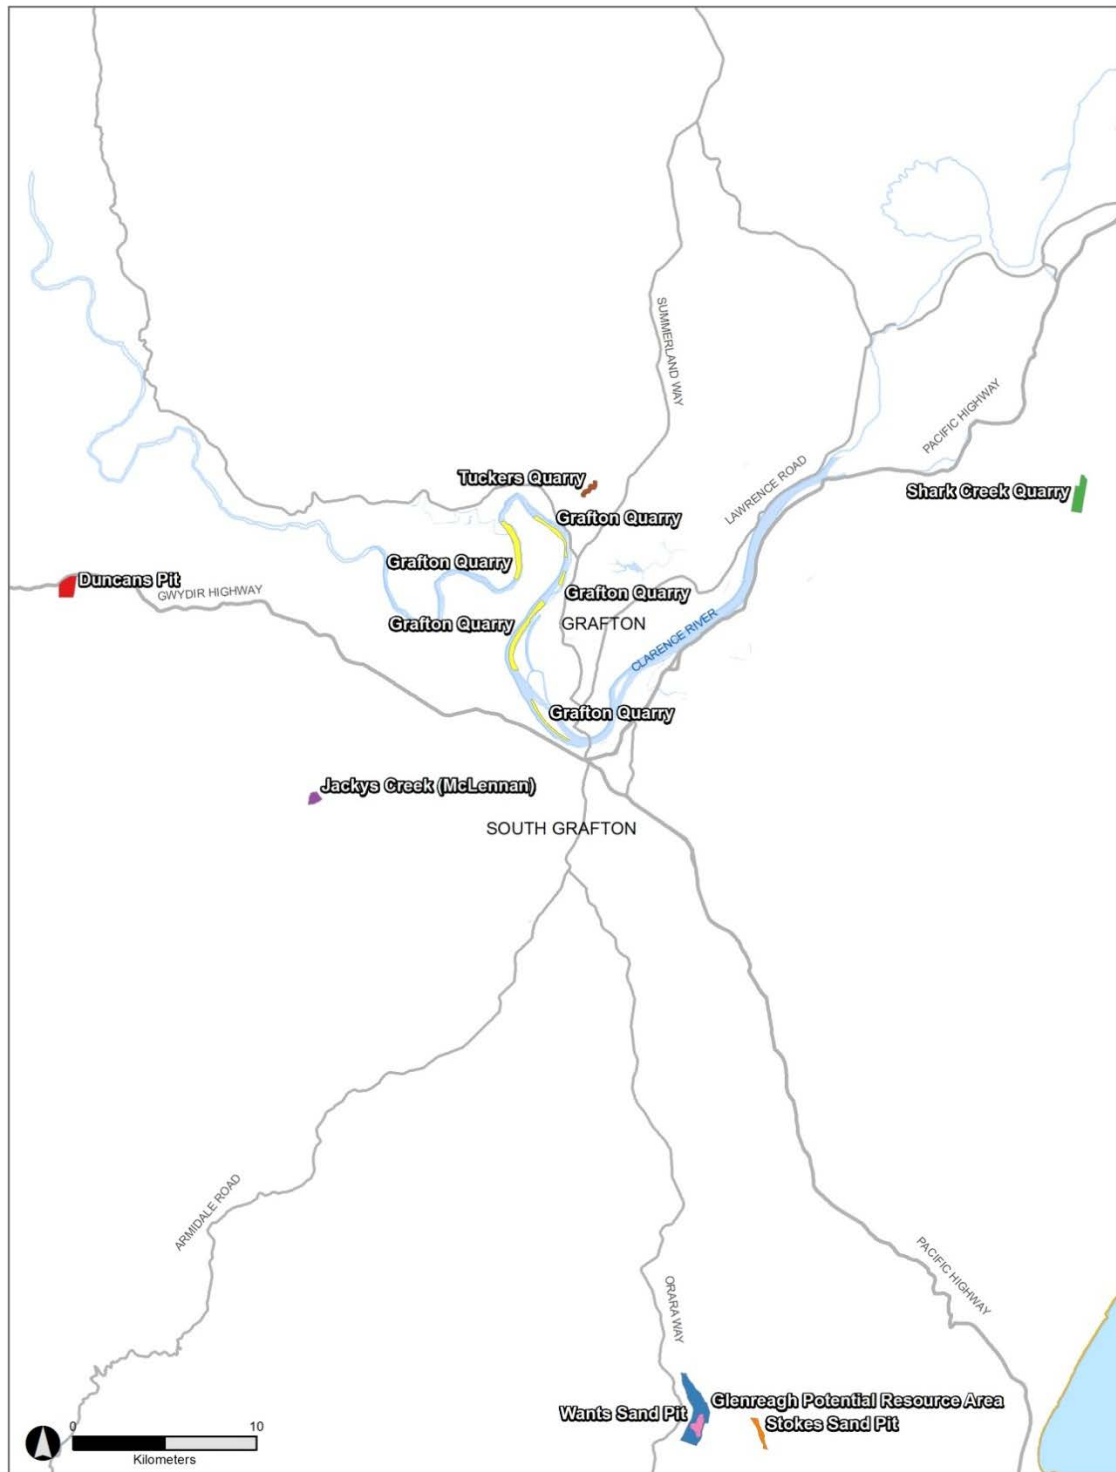 SUMMERLAND WAY
PACIFIC HIGHWAY
LAWRENCE ROAD
Tuckers Quarry
Shark Creek Quarry
Grafton Quarry
Grafton Quarry
Duncans Pit
GWYDIR HIGHWAY
Grafton Quarry
Grafton Quarry
GRAFTON
CLARENCE RIVER
Grafton Quarry
Jackys Creek (McLennan)
SOUTH GRAFTON
ARMIDALE ROAD
PACIFIC HIGHWAY
ORARA WAY
Glenreagh Potential Resource Area
Wants Sand Pit
Stokes Sand Pit
0 10
Kilometers